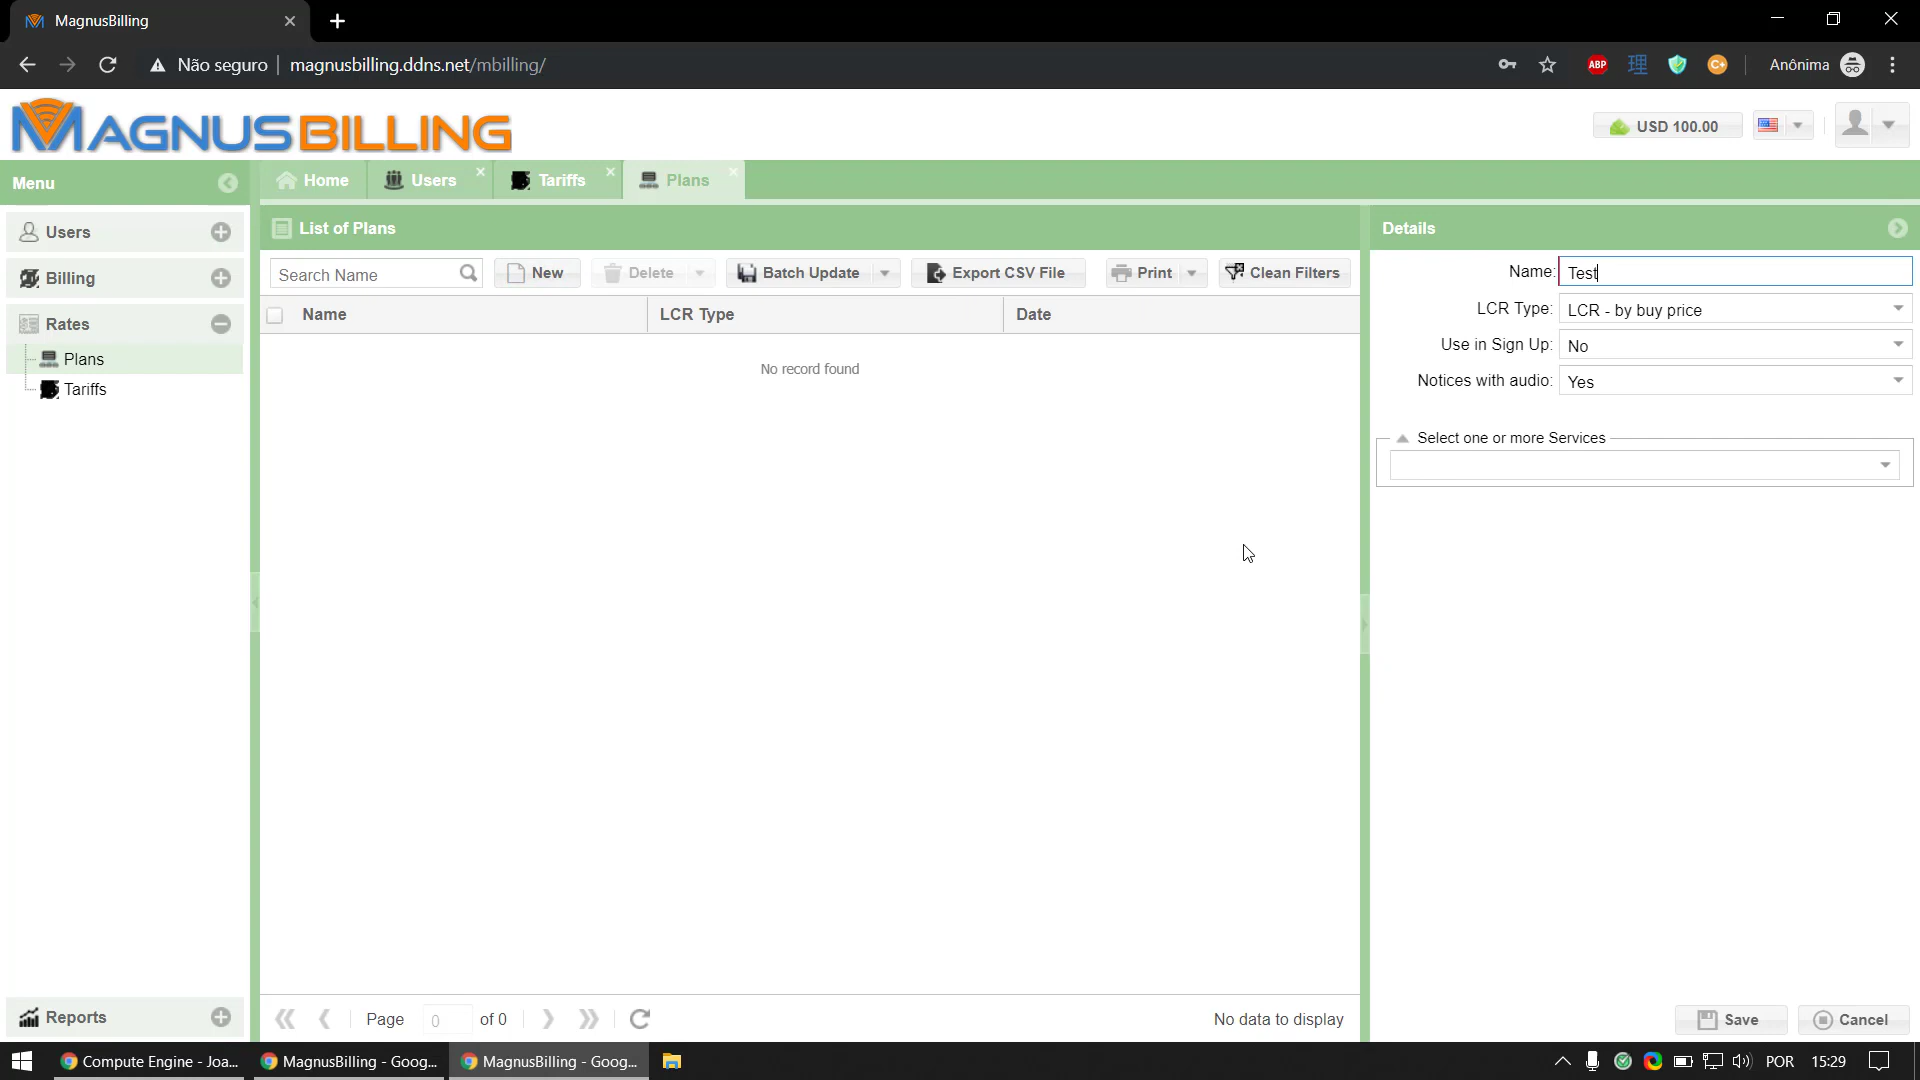 MagnusBilling
Não seguro magnusbilling.ddns.net/mbilling/
ABP 理 C+ Anônima
MAGNUSBILLING
USD 100.00
Menu
Home Users Tariffs Plans
Users
Billing
Rates
Plans
Tariffs
Reports
List of Plans
Search Name New Delete Batch Update Export CSV File Print Clean Filters
Name LCR Type Date
No record found
Page 0 of 0 No data to display
Details
Name: Test
LCR Type: LCR - by buy price
Use in Sign Up: No
Notices with audio: Yes
Select one or more Services
Save Cancel
Compute Engine - Joa... MagnusBilling - Goog... MagnusBilling - Goog... POR 15:29